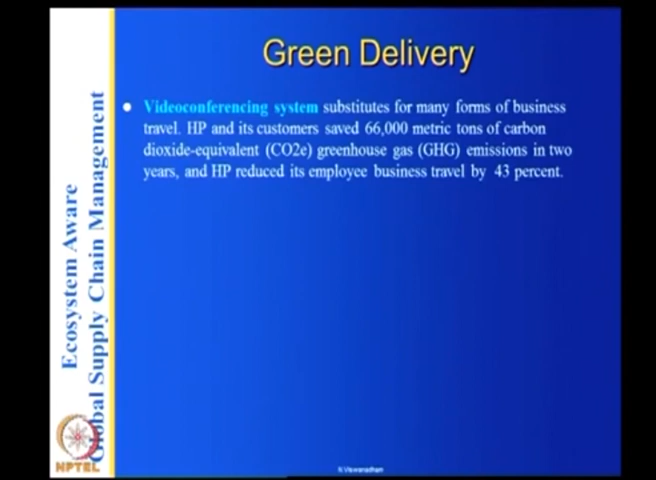 Green Delivery
Videoconferencing system substitutes for many forms of business
travel. HP and its customers saved 66,000 metric tons of carbon
dioxide-equivalent (CO2e) greenhouse gas (GHG) emissions in two
years, and HP reduced its employee business travel by 43 percent.
Ecosystem Aware
Global Supply Chain Management
NPTEL
N.Viswanadham